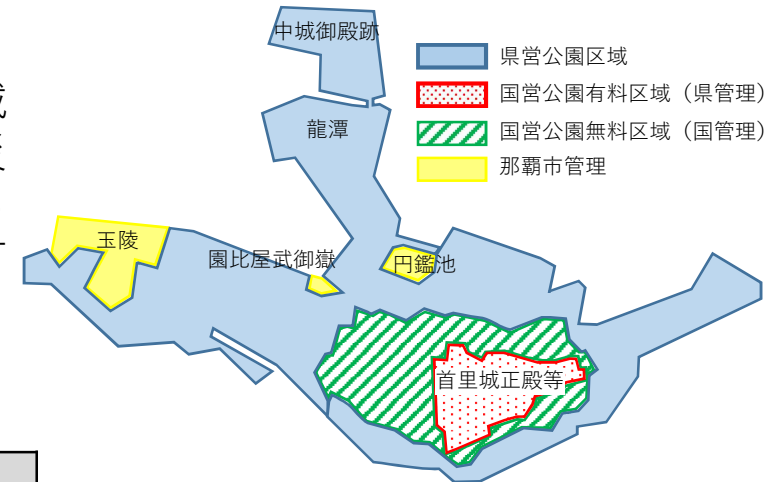 中城御殿跡
県営公園区域
国営公園有料区域（県管理）
龍潭
国営公園無料区域（国管理）
那覇市管理
玉陵
園比屋武御嶽
円鑑池
首里城正殿等